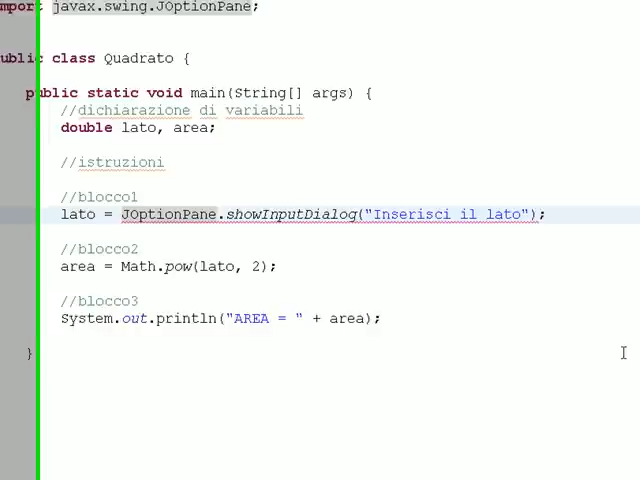 mport javax.swing.JOptionPane;
ublic class Quadrato {
public static void main(String[] args) {
//dichiarazione di variabili
double lato, area;
//istruzioni
//blocco1
lato = JOptionPane.showInputDialog("Inserisci il lato");
//blocco2
area = Math.pow(lato, 2);
//blocco3
System.out.println("AREA = " + area);
}